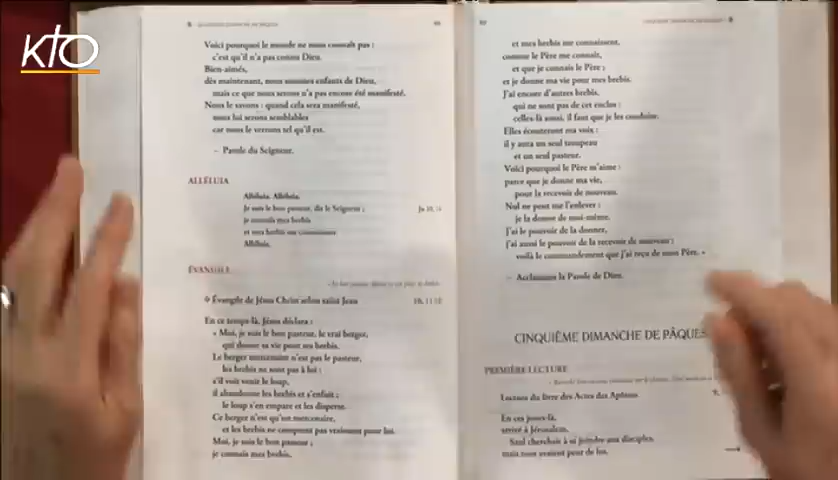 KTO
QUATRIÈME DIMANCHE DE PÂQUES
Voici pourquoi le monde ne nous connaît pas :
c'est qu'il n'a pas connu Dieu.
Bien-aimés,
dès maintenant, nous sommes enfants de Dieu,
mais ce que nous serons n'a pas encore été manifesté.
Nous le savons : quand cela sera manifesté,
nous lui serons semblables
car nous le verrons tel qu'il est.
– Parole du Seigneur.
ALLÉLUIA
Alléluia. Alléluia.
Je suis le bon pasteur, dit le Seigneur ;
je connais mes brebis
et mes brebis me connaissent.
Alléluia.
ÉVANGILE
Évangile de Jésus Christ selon saint Jean
En ce temps-là, Jésus déclara :
« Moi, je suis le bon pasteur, le vrai berger,
qui donne sa vie pour ses brebis.
Le berger mercenaire n'est pas le pasteur,
les brebis ne sont pas à lui :
s'il voit venir le loup,
il abandonne les brebis et s'enfuit ;
le loup s'en empare et les disperse.
Ce berger n'est qu'un mercenaire,
et les brebis ne comptent pas vraiment pour lui.
Moi, je suis le bon pasteur ;
je connais mes brebis,
CINQUIÈME DIMANCHE DE PÂQUES
et mes brebis me connaissent,
comme le Père me connaît,
et que je connais le Père ;
et je donne ma vie pour mes brebis.
J'ai encore d'autres brebis,
qui ne sont pas de cet enclos :
celles-là aussi, il faut que je les conduise.
Elles écouteront ma voix :
il y aura un seul troupeau
et un seul pasteur.
Voici pourquoi le Père m'aime :
parce que je donne ma vie,
pour la recevoir de nouveau.
Nul ne peut me l'enlever :
je la donne de moi-même.
J'ai le pouvoir de la donner,
j'ai aussi le pouvoir de la recevoir de nouveau :
voilà le commandement que j'ai reçu de mon Père. »
– Acclamons la Parole de Dieu.
CINQUIÈME DIMANCHE DE PÂQUES
PREMIÈRE LECTURE
Lecture du livre des Actes des Apôtres
En ces jours-là,
arrivé à Jérusalem,
Saul cherchait à se joindre aux disciples,
mais tous avaient peur de lui,